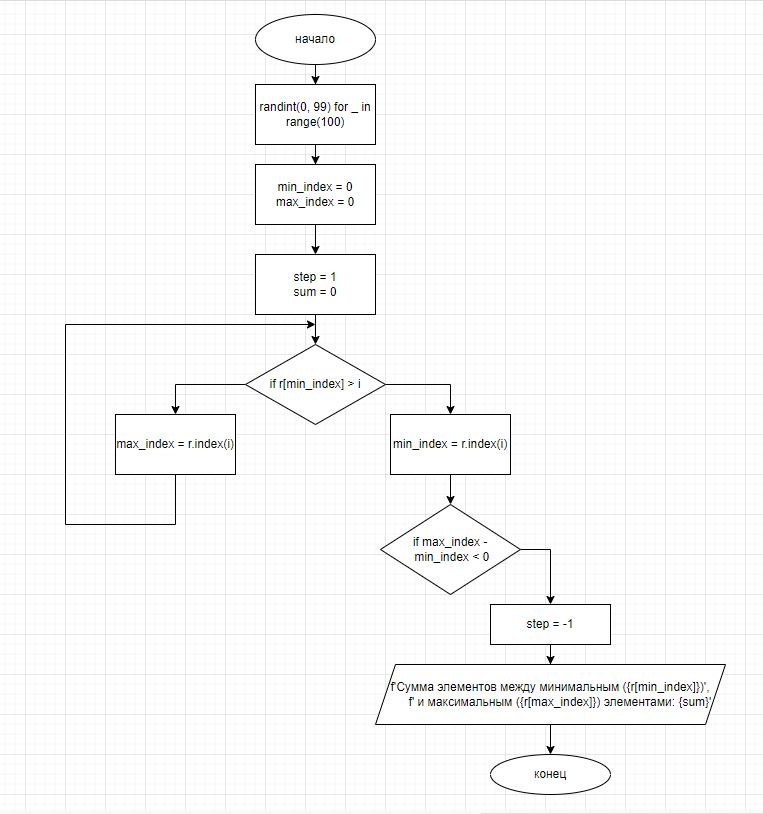 начало
randint(0, 99) for _ in
range(100)
min_index = 0
max_index = 0
step = 1
sum = 0
if r[min_index] > i
max_index = r.index(i)
min_index = r.index(i)
if max_index -
min_index < 0
step = -1
f'Сумма элементов между минимальным ({r[min_index]})',
f' и максимальным ({r[max_index]}) элементами: {sum}'
конец